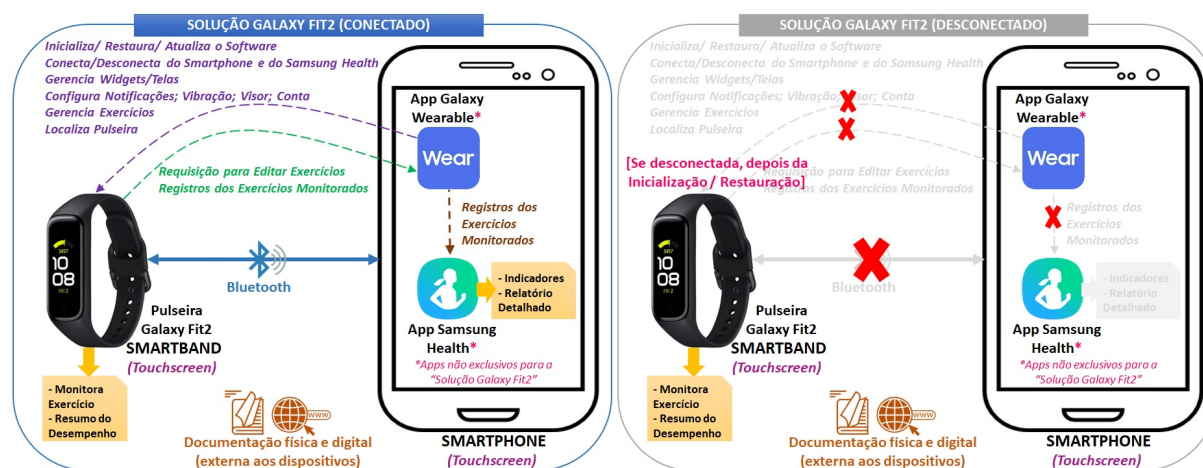 SOLUÇÃO GALAXY FIT2 (CONECTADO)
Inicializa/ Restaura/ Atualiza o Software
Conecta/Desconecta do Smartphone e do Samsung Health
Gerencia Widgets/Telas
Configura Notificações; Vibração; Visor; Conta
Gerencia Exercícios
Localiza Pulseira
App Galaxy
Wearable*
Wear
Requisição para Editar Exercícios
Registros dos Exercícios Monitorados
Registros dos
Exercícios
Monitorados
Bluetooth
- Indicadores
- Relatório
Detalhado
App Samsung
Health*
*Apps não exclusivos para a
“Solução Galaxy Fit2”
3457
10
08
FRI 2
Pulseira
Galaxy Fit2
SMARTBAND
(Touchscreen)
- Monitora
Exercício
- Resumo do
Desempenho
www
Documentação física e digital
(externa aos dispositivos)
SMARTPHONE
(Touchscreen)
SOLUÇÃO GALAXY FIT2 (DESCONECTADO)
Inicializa/ Restaura/ Atualiza o Software
Conecta/Desconecta do Smartphone e do Samsung Health
Gerencia Widgets/Telas
Configura Notificações; Vibração; Visor; Conta
Gerencia Exercícios
Localiza Pulseira
App Galaxy
Wearable*
Wear
[Se desconectada, depois da
Inicialização / Restauração]
Requisição para Editar Exercícios
Registros dos Exercícios Monitorados
Registros dos
Exercícios
Monitorados
Bluetooth
- Indicadores
- Relatório
Detalhado
App Samsung
Health*
*Apps não exclusivos para a
“Solução Galaxy Fit2”
3457
10
08
FRI 2
Pulseira
Galaxy Fit2
SMARTBAND
(Touchscreen)
- Monitora
Exercício
- Resumo do
Desempenho
www
Documentação física e digital
(externa aos dispositivos)
SMARTPHONE
(Touchscreen)